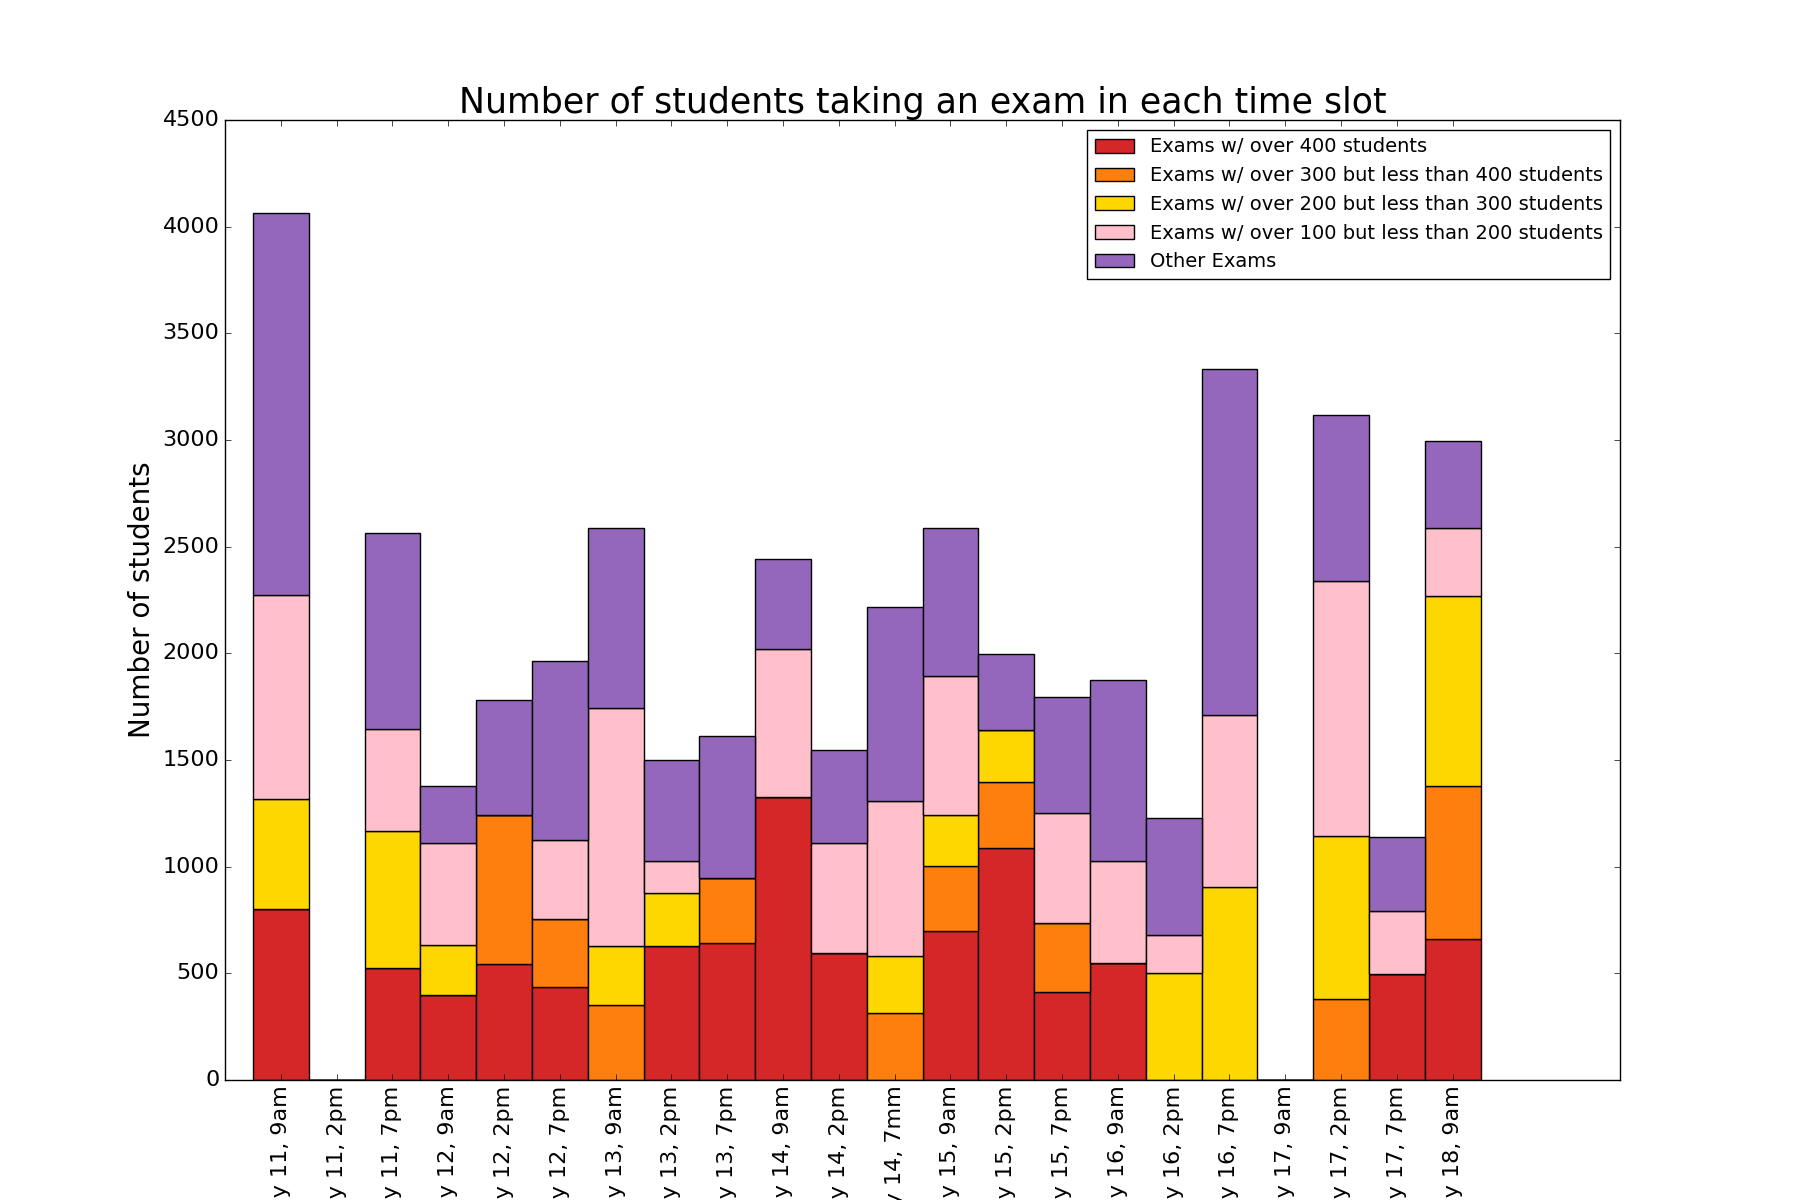 Number of students taking an exam in each time slot
Exams w/ over 400 students
Exams w/ over 300 but less than 400 students
Exams w/ over 200 but less than 300 students
Exams w/ over 100 but less than 200 students
Other Exams
Number of students
4500
4000
3500
3000
2500
2000
1500
1000
500
0
y 11, 9am
y 11, 2pm
y 11, 7pm
y 12, 9am
y 12, 2pm
y 12, 7pm
y 13, 9am
y 13, 2pm
y 13, 7pm
y 14, 9am
y 14, 2pm
y 14, 7mm
y 15, 9am
y 15, 2pm
y 15, 7pm
y 16, 9am
y 16, 2pm
y 16, 7pm
y 17, 9am
y 17, 2pm
y 17, 7pm
y 18, 9am